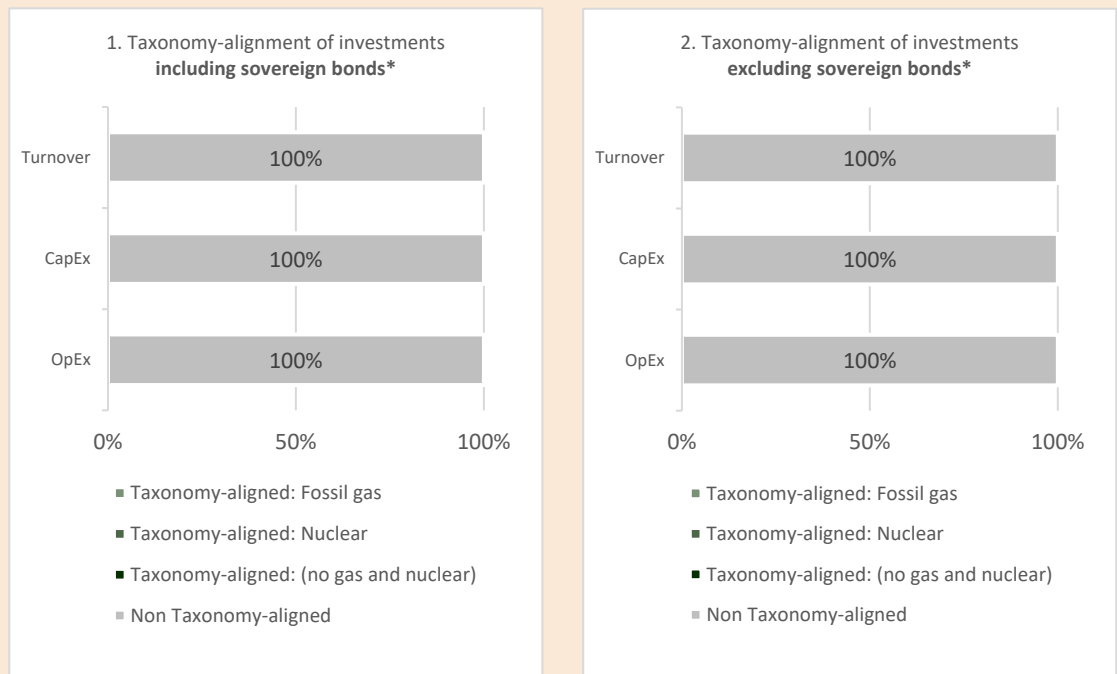 1. Taxonomy-alignment of investments
including sovereign bonds*
Turnover
100%
CapEx
100%
OpEx
100%
0%
50%
100%
Taxonomy-aligned: Fossil gas
Taxonomy-aligned: Nuclear
Taxonomy-aligned: (no gas and nuclear)
Non Taxonomy-aligned
2. Taxonomy-alignment of investments
excluding sovereign bonds*
Turnover
100%
CapEx
100%
OpEx
100%
0%
50%
100%
Taxonomy-aligned: Fossil gas
Taxonomy-aligned: Nuclear
Taxonomy-aligned: (no gas and nuclear)
Non Taxonomy-aligned